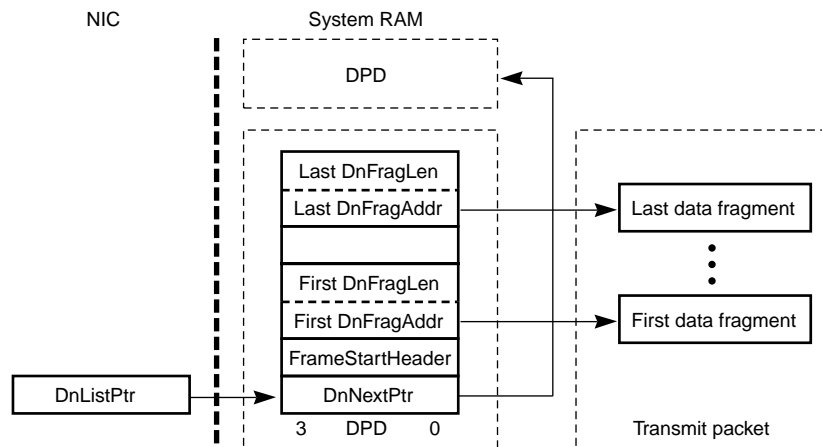 NIC
System RAM
DPD
Last DnFragLen
Last DnFragAddr
Last data fragment
First DnFragLen
First DnFragAddr
First data fragment
FrameStartHeader
DnListPtr
DnNextPtr
3 DPD 0
Transmit packet